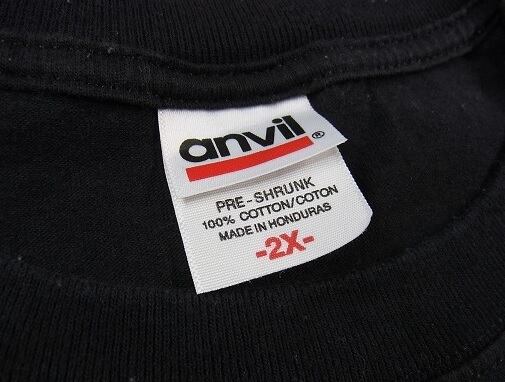 anvil®
PRE-SHRUNK
100% COTTON/COTON
MADE IN HONDURAS
-2X-